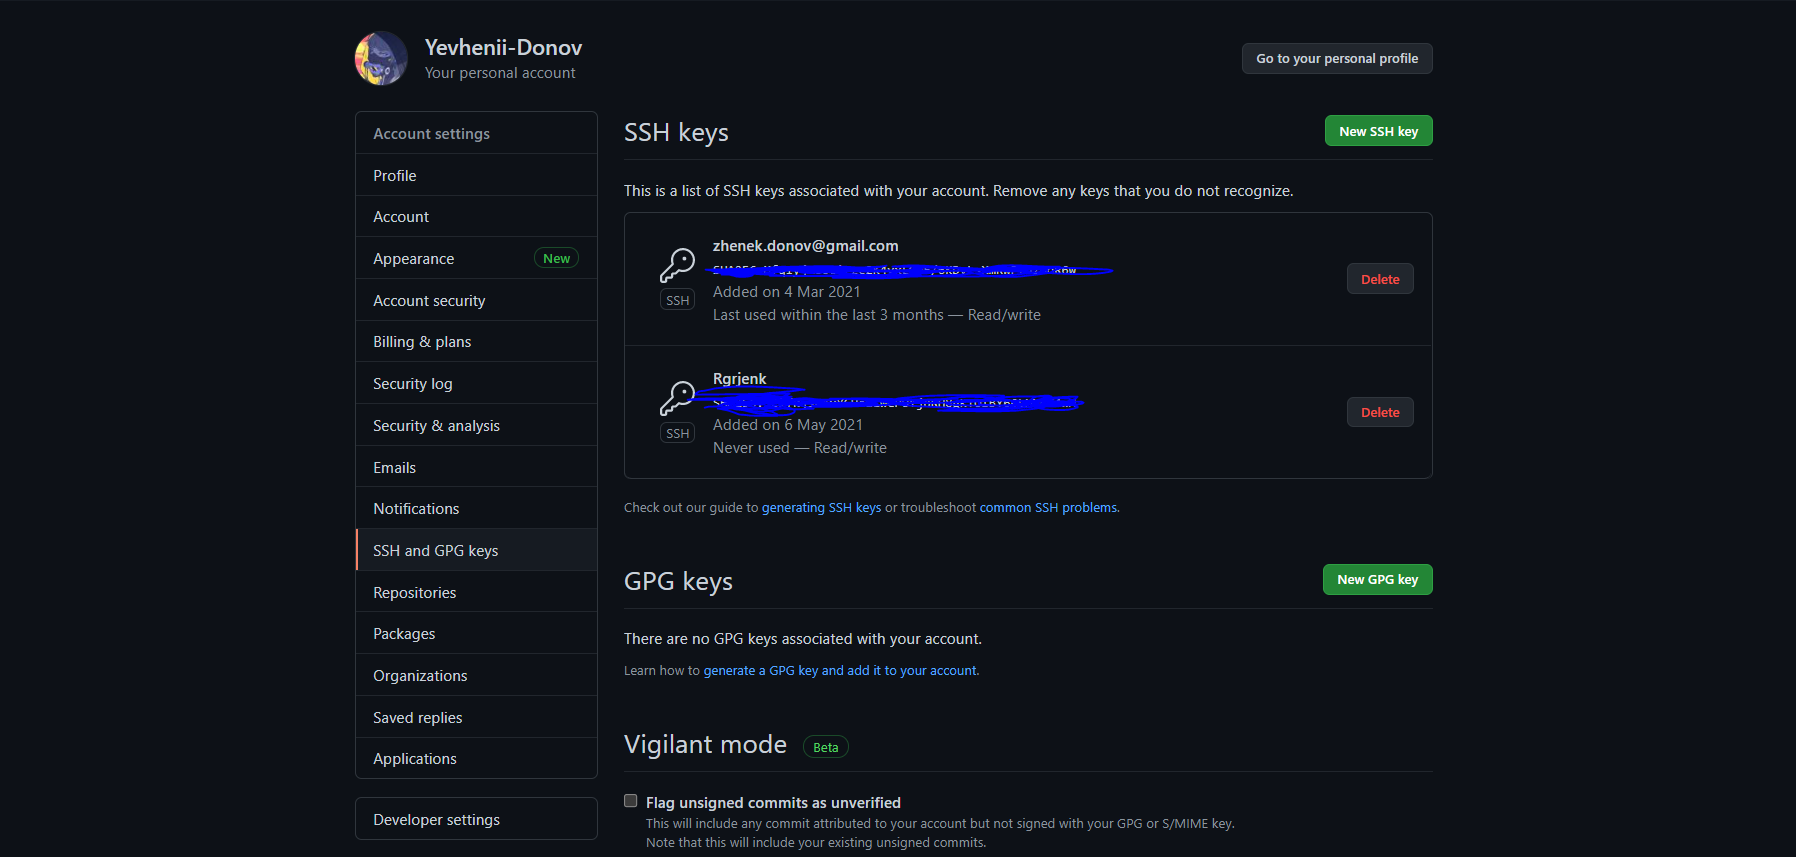 Yevhenii-Donov
Your personal account
Go to your personal profile
Account settings
Profile
Account
Appearance New
Account security
Billing & plans
Security log
Security & analysis
Emails
Notifications
SSH and GPG keys
Repositories
Packages
Organizations
Saved replies
Applications
Developer settings
SSH keys
New SSH key
This is a list of SSH keys associated with your account. Remove any keys that you do not recognize.
zhenek.donov@gmail.com
SSH
Added on 4 Mar 2021
Last used within the last 3 months — Read/write
Delete
Rgrjenk
SSH
Added on 6 May 2021
Never used — Read/write
Delete
Check out our guide to generating SSH keys or troubleshoot common SSH problems.
GPG keys
New GPG key
There are no GPG keys associated with your account.
Learn how to generate a GPG key and add it to your account.
Vigilant mode Beta
Flag unsigned commits as unverified
This will include any commit attributed to your account but not signed with your GPG or S/MIME key.
Note that this will include your existing unsigned commits.